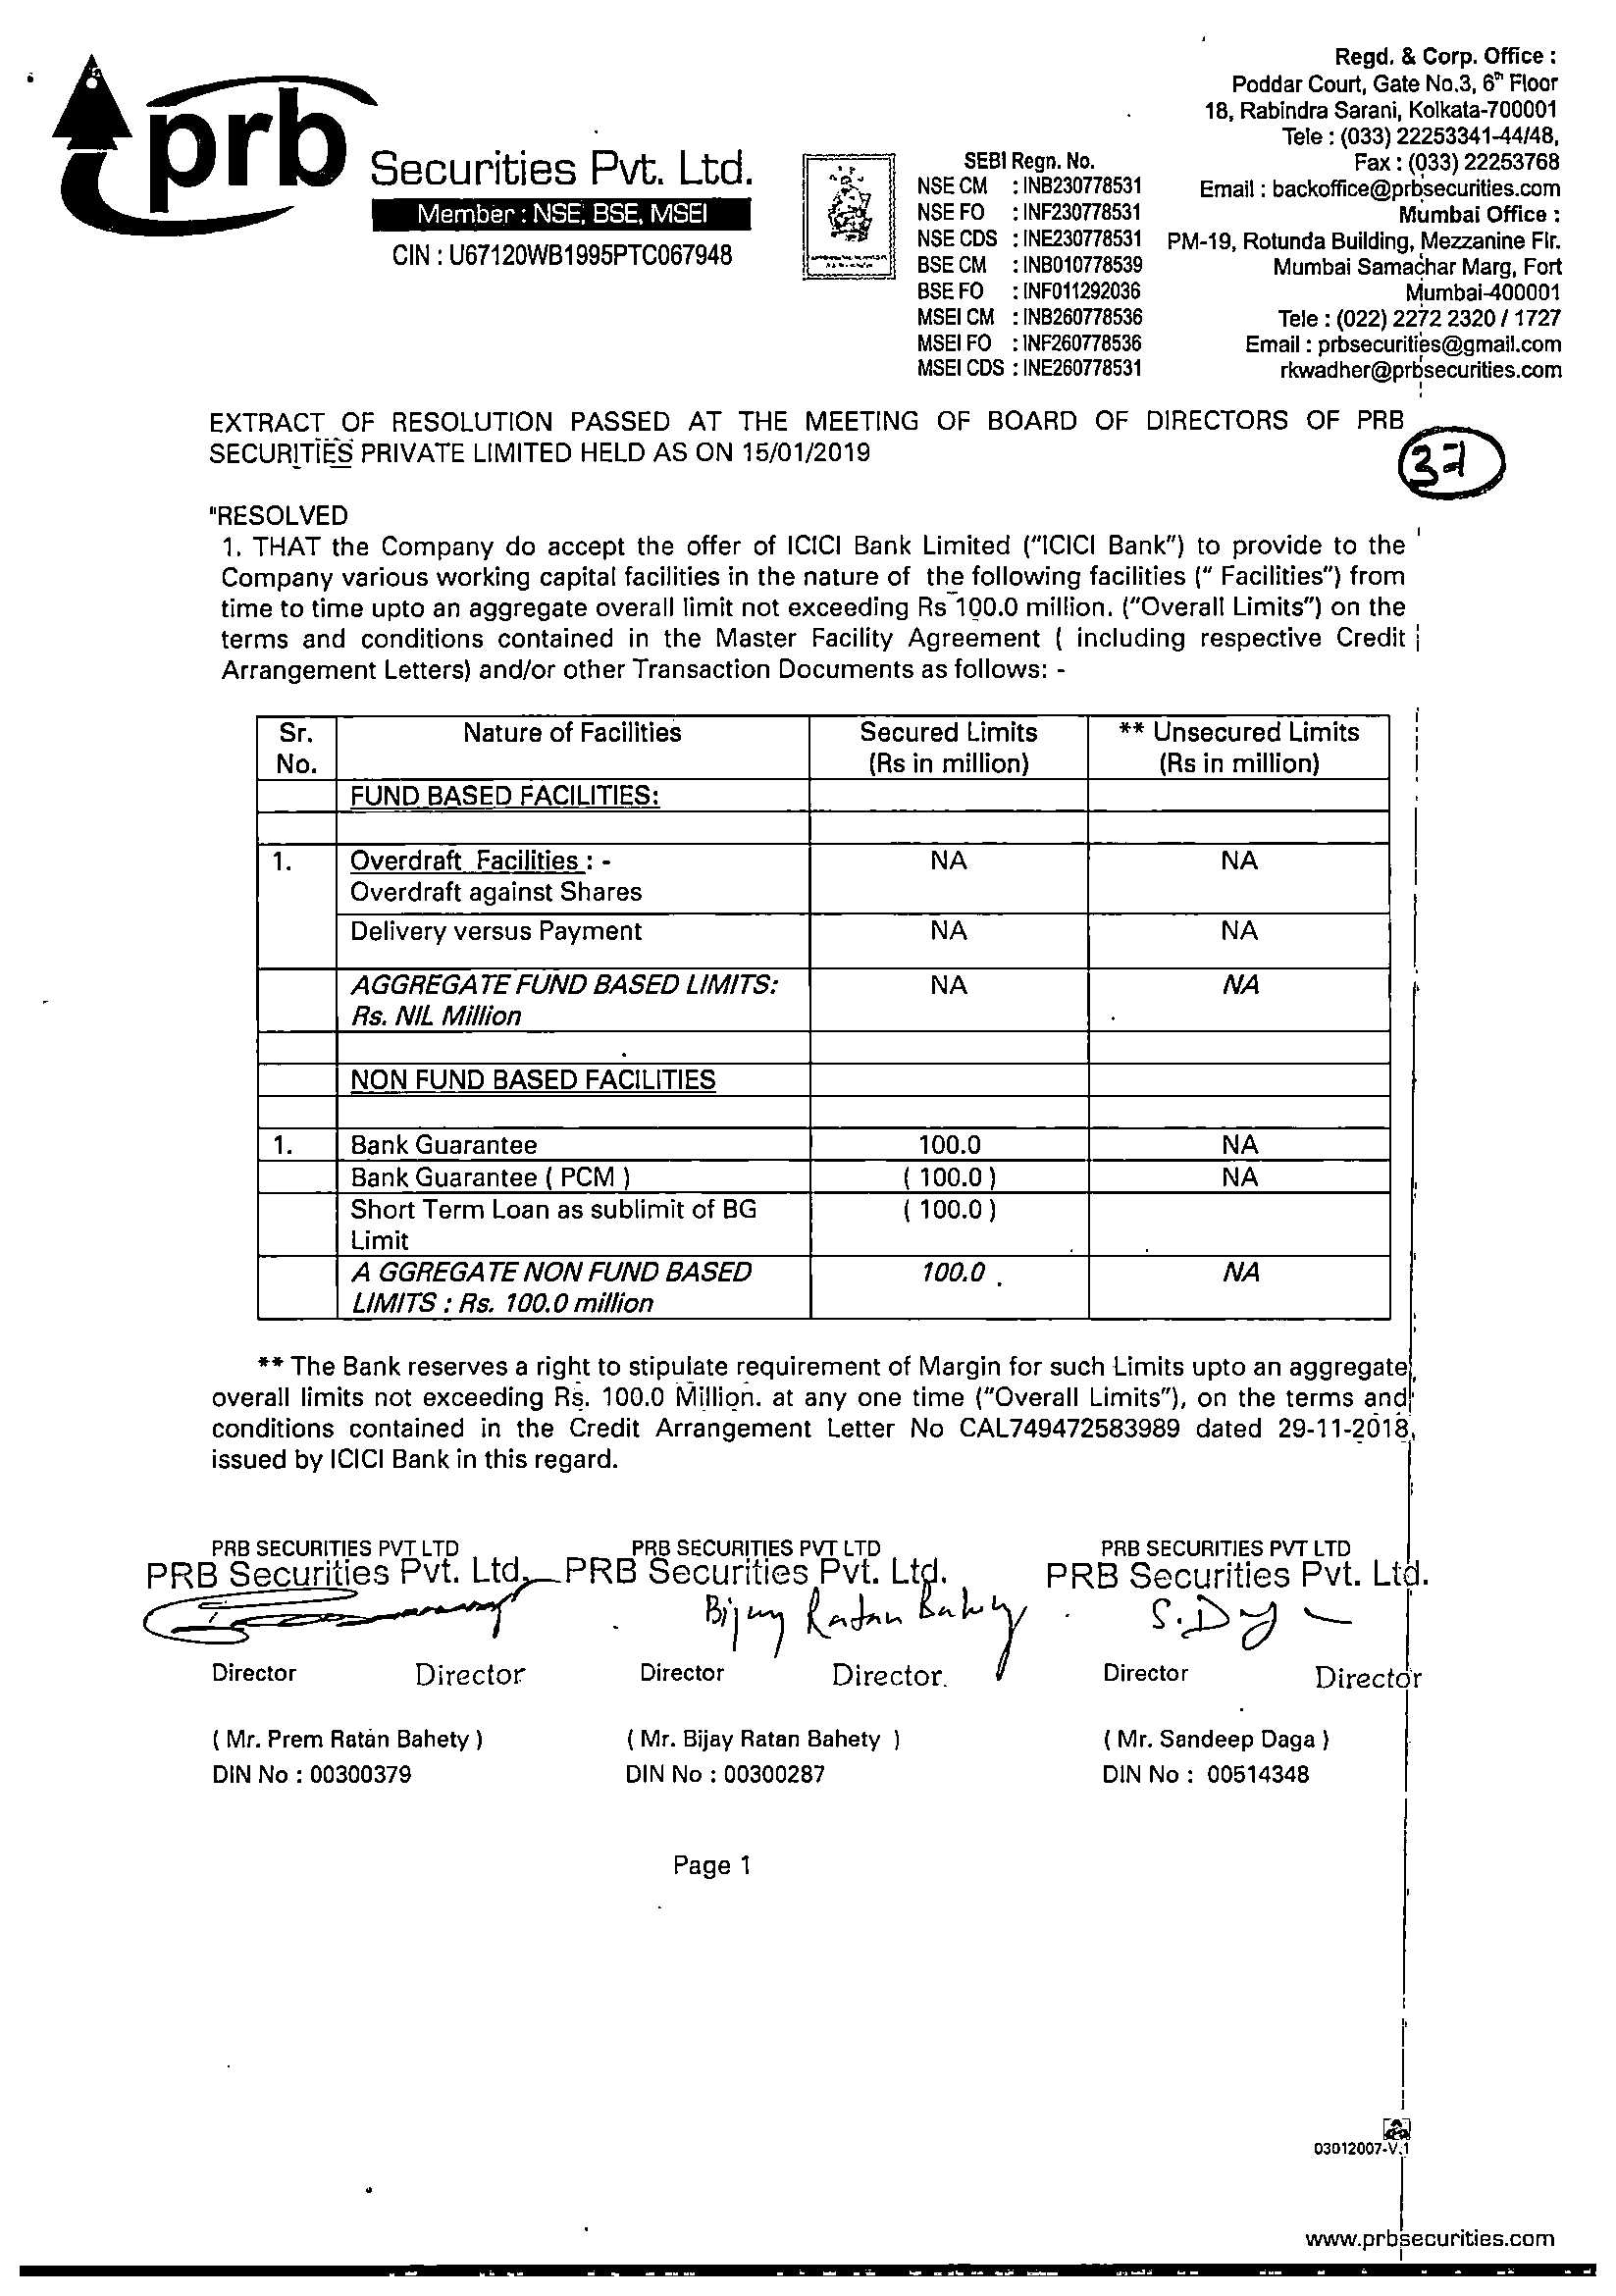 prb
Securities Pvt. Ltd.
Member : NSE, BSE, MSEI
CIN : U67120WB1995PTC067948
SEBI Regn. No.
NSE CM : INB230778531
NSE FO : INF230778531
NSE CDS : INE230778531
BSE CM : INB010778539
BSE FO : INF011292036
MSEI CM : INB260778536
MSEI FO : INF260778536
MSEI CDS : INE260778531
Regd. & Corp. Office :
Poddar Court, Gate No.3, 6th Floor
18, Rabindra Sarani, Kolkata-700001
Tele : (033) 22253341-44/48,
Fax : (033) 22253768
Email : backoffice@prbsecurities.com
Mumbai Office :
PM-19, Rotunda Building, Mezzanine Flr.
Mumbai Samachar Marg, Fort
Mumbai-400001
Tele : (022) 2272 2320 / 1727
Email : prbsecurities@gmail.com
rkwadher@prbsecurities.com
EXTRACT OF RESOLUTION PASSED AT THE MEETING OF BOARD OF DIRECTORS OF PRB
SECURITIES PRIVATE LIMITED HELD AS ON 15/01/2019
37
"RESOLVED
1. THAT the Company do accept the offer of ICICI Bank Limited ("ICICI Bank") to provide to the
Company various working capital facilities in the nature of the following facilities (" Facilities") from
time to time upto an aggregate overall limit not exceeding Rs 100.0 million. ("Overall Limits") on the
terms and conditions contained in the Master Facility Agreement ( including respective Credit
Arrangement Letters) and/or other Transaction Documents as follows: -
Sr. No. Nature of Facilities Secured Limits (Rs in million) ** Unsecured Limits (Rs in million)
FUND BASED FACILITIES:
1. Overdraft Facilities : - NA NA
Overdraft against Shares
Delivery versus Payment NA NA
AGGREGATE FUND BASED LIMITS: NA NA
Rs. NIL Million
NON FUND BASED FACILITIES
1. Bank Guarantee 100.0 NA
Bank Guarantee ( PCM ) ( 100.0 ) NA
Short Term Loan as sublimit of BG ( 100.0 )
Limit
A GGREGATE NON FUND BASED 100.0 . NA
LIMITS : Rs. 100.0 million
** The Bank reserves a right to stipulate requirement of Margin for such Limits upto an aggregate
overall limits not exceeding Rs. 100.0 Million. at any one time ("Overall Limits"), on the terms and
conditions contained in the Credit Arrangement Letter No CAL749472583989 dated 29-11-2018,
issued by ICICI Bank in this regard.
PRB SECURITIES PVT LTD PRB SECURITIES PVT LTD PRB SECURITIES PVT LTD
PRB Securities Pvt. Ltd. PRB Securities Pvt. Ltd. PRB Securities Pvt. Ltd.
Bijay Ratan Bahety
Director Director Director Director. Director Director
( Mr. Prem Ratan Bahety ) ( Mr. Bijay Ratan Bahety ) ( Mr. Sandeep Daga )
DIN No : 00300379 DIN No : 00300287 DIN No : 00514348
Page 1
03012007-V.1
www.prbsecurities.com